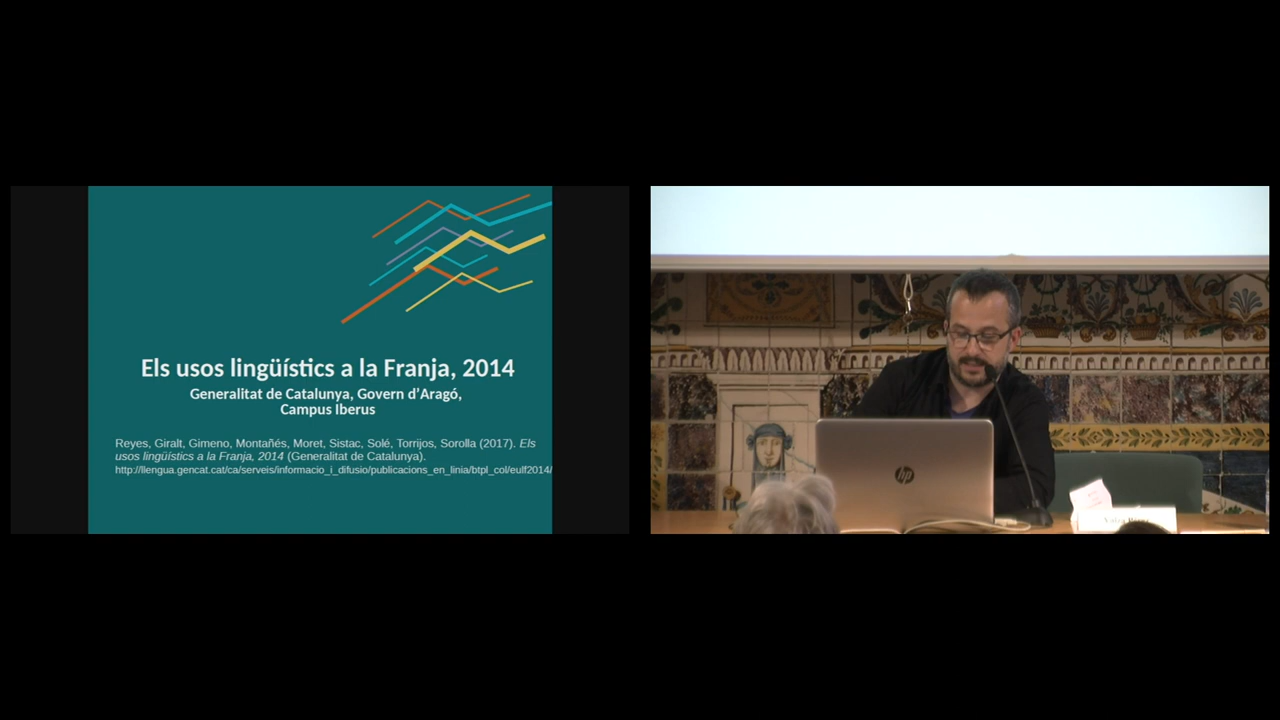 Els usos lingüístics a la Franja, 2014
Generalitat de Catalunya, Govern d'Aragó,
Campus Iberus
Reyes, Giralt, Gimeno, Montañés, Moret, Sistac, Solé, Torrijos, Sorolla (2017). Els
usos lingüístics a la Franja, 2014 (Generalitat de Catalunya).
http://llengua.gencat.cat/ca/serveis/informacio_i_difusio/publicacions_en_linia/btpl_col/eulf2014/
hp